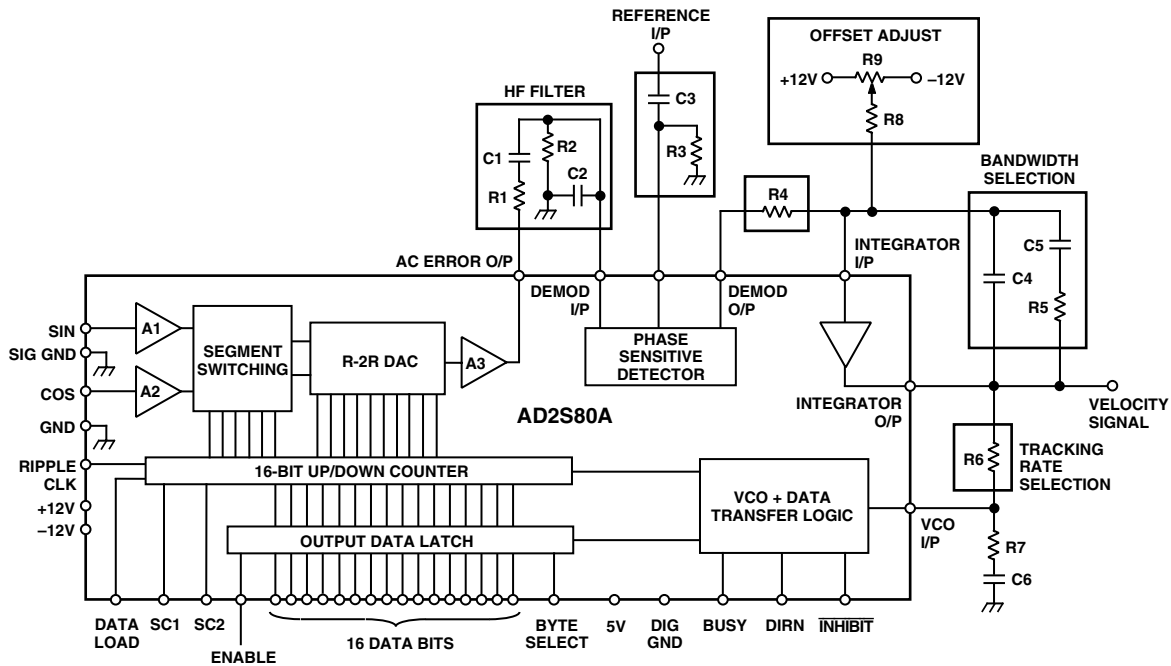 REFERENCE
I/P
OFFSET ADJUST
R9
+12V
–12V
R8
HF FILTER
C3
R3
C1
R2
C2
R1
BANDWIDTH
SELECTION
R4
C5
C4
R5
AC ERROR O/P
DEMOD
I/P
DEMOD
O/P
INTEGRATOR
I/P
SIN
A1
SIG GND
SEGMENT
SWITCHING
R-2R DAC
A3
PHASE
SENSITIVE
DETECTOR
COS
A2
AD2S80A
INTEGRATOR
O/P
VELOCITY
SIGNAL
GND
RIPPLE
CLK
16-BIT UP/DOWN COUNTER
R6
TRACKING
RATE
SELECTION
+12V
–12V
VCO + DATA
TRANSFER LOGIC
OUTPUT DATA LATCH
VCO
I/P
R7
C6
DATA
LOAD
SC1
SC2
ENABLE
16 DATA BITS
BYTE
SELECT
5V
DIG
GND
BUSY
DIRN
INHIBIT